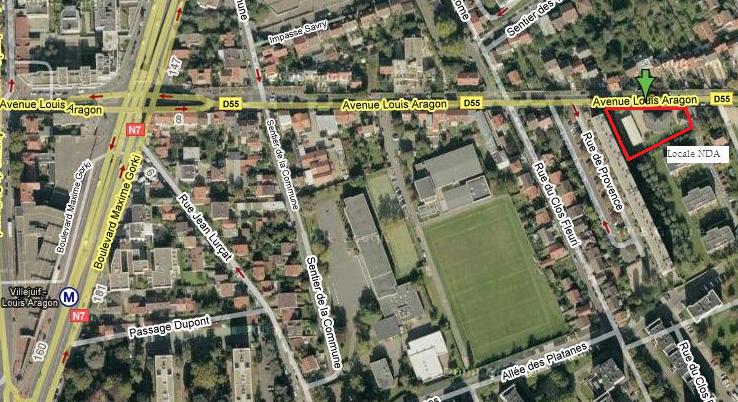 Impasse Savry
Sentier des
147
Avenue Louis Aragon
D55
Avenue Louis Aragon
D55
Avenue Louis Aragon
D55
8
N7
Locale NDA
Sentier de la Commune
Rue de Provence
Boulevard Maxime Gorki
Boulevard Maxime Gorki
Rue Jean Lurçat
Rue du Clos Fleuri
Sentier de la Commune
Villejuif -
Louis Aragon
M
161
N7
Passage Dupont
160
Allée des Platanes
Rue du Clos